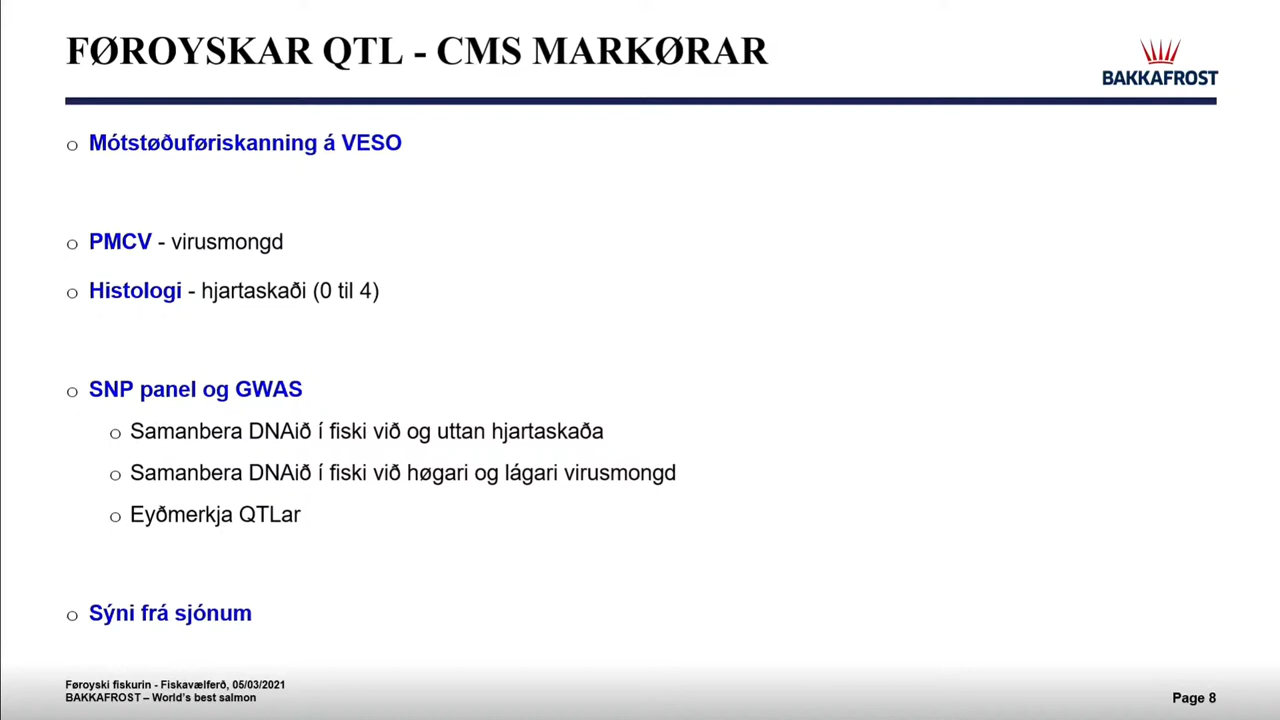 FØROYSKAR QTL - CMS MARKØRAR
BAKKAFROST
o Mótstøðuføriskanning á VESO
o PMCV - virusmongd
o Histologi - hjartaskaði (0 til 4)
o SNP panel og GWAS
o Samanbera DNAið í fiski við og uttan hjartaskaða
o Samanbera DNAið í fiski við høgari og lágari virusmongd
o Eyðmerkja QTLar
o Sýni frá sjónum
Føroyski fiskurin - Fiskavælferð, 05/03/2021
BAKKAFROST – World's best salmon
Page 8